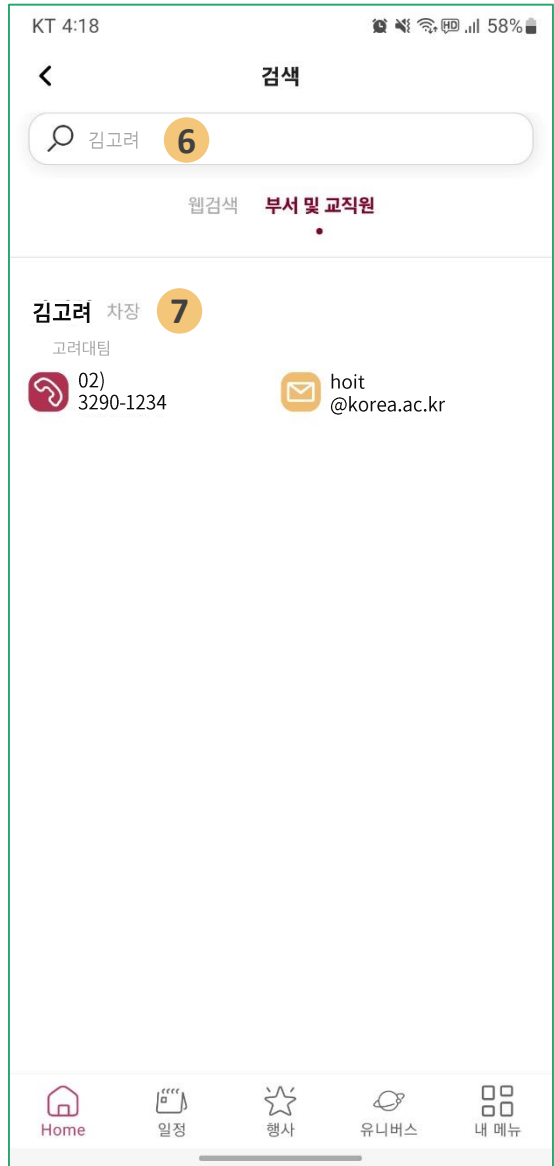 KT 4:18 HD 58%
검색
김고려 6
웹검색 부서 및 교직원
김고려 차장 7
고려대팀
02)
3290-1234
hoit
@korea.ac.kr
Home 일정 행사 유니버스 내 메뉴